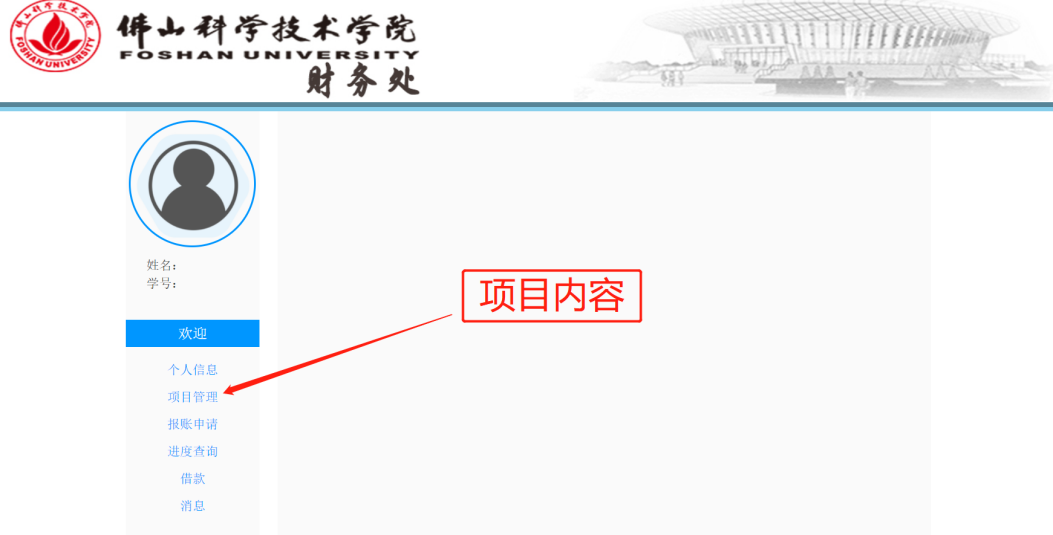 佛山科学技术学院
FOSHAN UNIVERSITY
财务处
姓名：
学号：
欢迎
个人信息
项目管理
报账申请
进度查询
借款
消息
项目内容